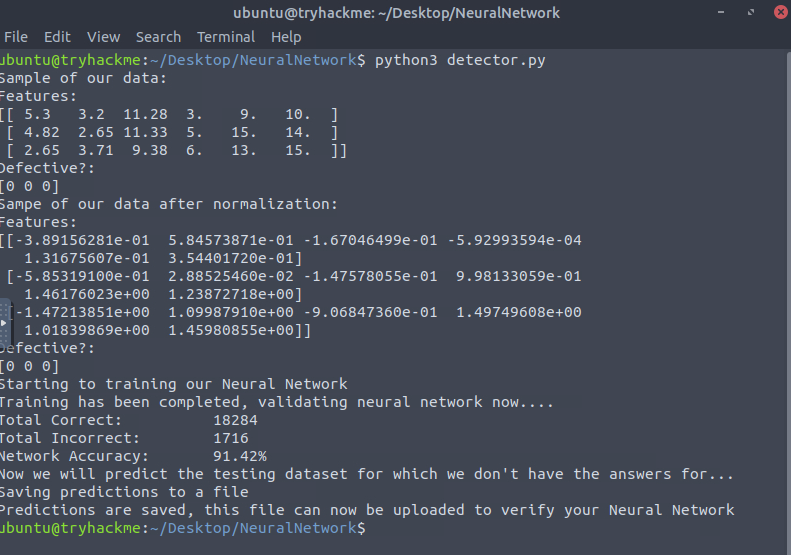 ubuntu@tryhackme: ~/Desktop/NeuralNetwork
File Edit View Search Terminal Help
ubuntu@tryhackme:~/Desktop/NeuralNetwork$ python3 detector.py
Sample of our data:
Features:
[[ 5.3 3.2 11.28 3. 9. 10. ]
[ 4.82 2.65 11.33 5. 15. 14. ]
[ 2.65 3.71 9.38 6. 13. 15. ]]
Defective?:
[0 0 0]
Sampe of our data after normalization:
Features:
[[-3.89156281e-01 5.84573871e-01 -1.67046499e-01 -5.92993594e-04
1.31675607e-01 3.54401720e-01]
[-5.85319100e-01 2.88525460e-02 -1.47578055e-01 9.98133059e-01
1.46176023e+00 1.23872718e+00]
[-1.47213851e+00 1.09987910e+00 -9.06847360e-01 1.49749608e+00
1.01839869e+00 1.45980855e+00]]
Defective?:
[0 0 0]
Starting to training our Neural Network
Training has been completed, validating neural network now....
Total Correct: 18284
Total Incorrect: 1716
Network Accuracy: 91.42%
Now we will predict the testing dataset for which we don't have the answers for...
Saving predictions to a file
Predictions are saved, this file can now be uploaded to verify your Neural Network
ubuntu@tryhackme:~/Desktop/NeuralNetwork$